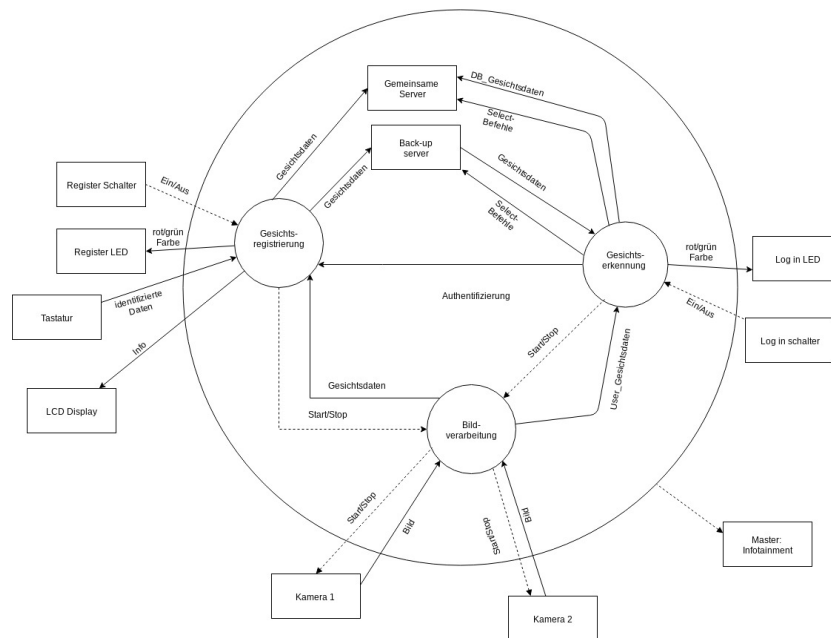 DB_Gesichtsdaten
Gemeinsame
Server
Select-
Befehle
Gesichtsdaten
Back-up
server
Gesichtsdaten
Gesichtsdaten
Register Schalter
Ein/Aus
Select-
Befehle
rot/grün
Farbe
Register LED
Gesichts-
registrierung
Gesichts-
erkennung
rot/grün
Farbe
Log in LED
identifizierte
Daten
Tastatur
Authentifizierung
Ein/Aus
Log in schalter
Info
Start/Stop
User_Gesichtsdaten
LCD Display
Gesichtsdaten
Start/Stop
Bild-
verarbeitung
Start/Stop
Bild
Start/Stop
Bild
Master:
Infotainment
Kamera 1
Kamera 2